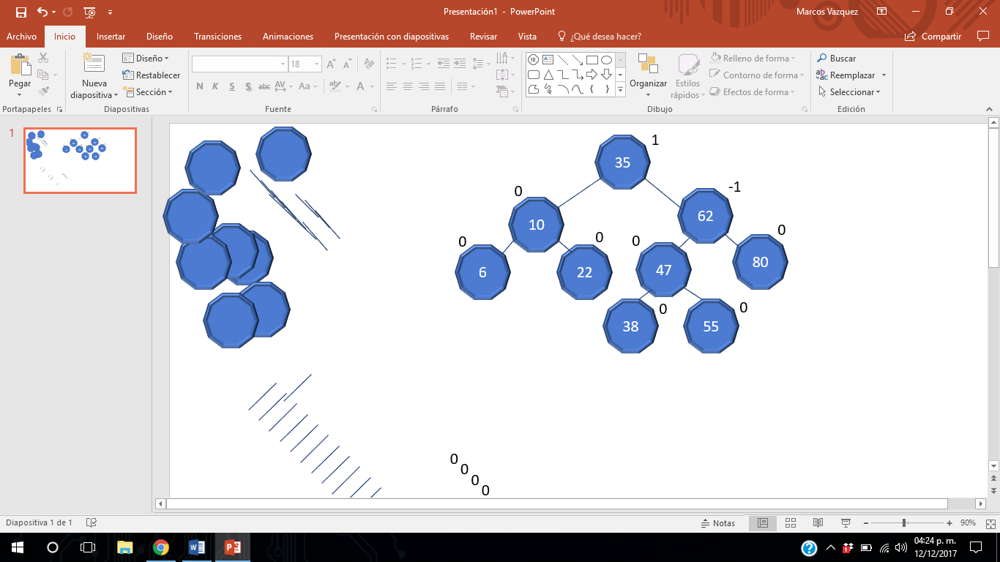 Presentación1 - PowerPoint
Marcos Vazquez
Archivo Inicio Insertar Diseño Transiciones Animaciones Presentación con diapositivas Revisar Vista ¿Qué desea hacer? Compartir
Pegar
Nueva diapositiva
Diseño
Restablecer
Sección
18
N K S S abc AV Aa ab A
Organizar
Estilos rápidos
Relleno de forma
Contorno de forma
Efectos de forma
Buscar
Reemplazar
Seleccionar
Portapapeles Diapositivas Fuente Párrafo Dibujo Edición
1
35 1
0 10
62 -1
0 6
22 0
0 47
80 0
38 0
55 0
0
0
0
0
Diapositiva 1 de 1
Notas
90%
04:24 p. m.
12/12/2017